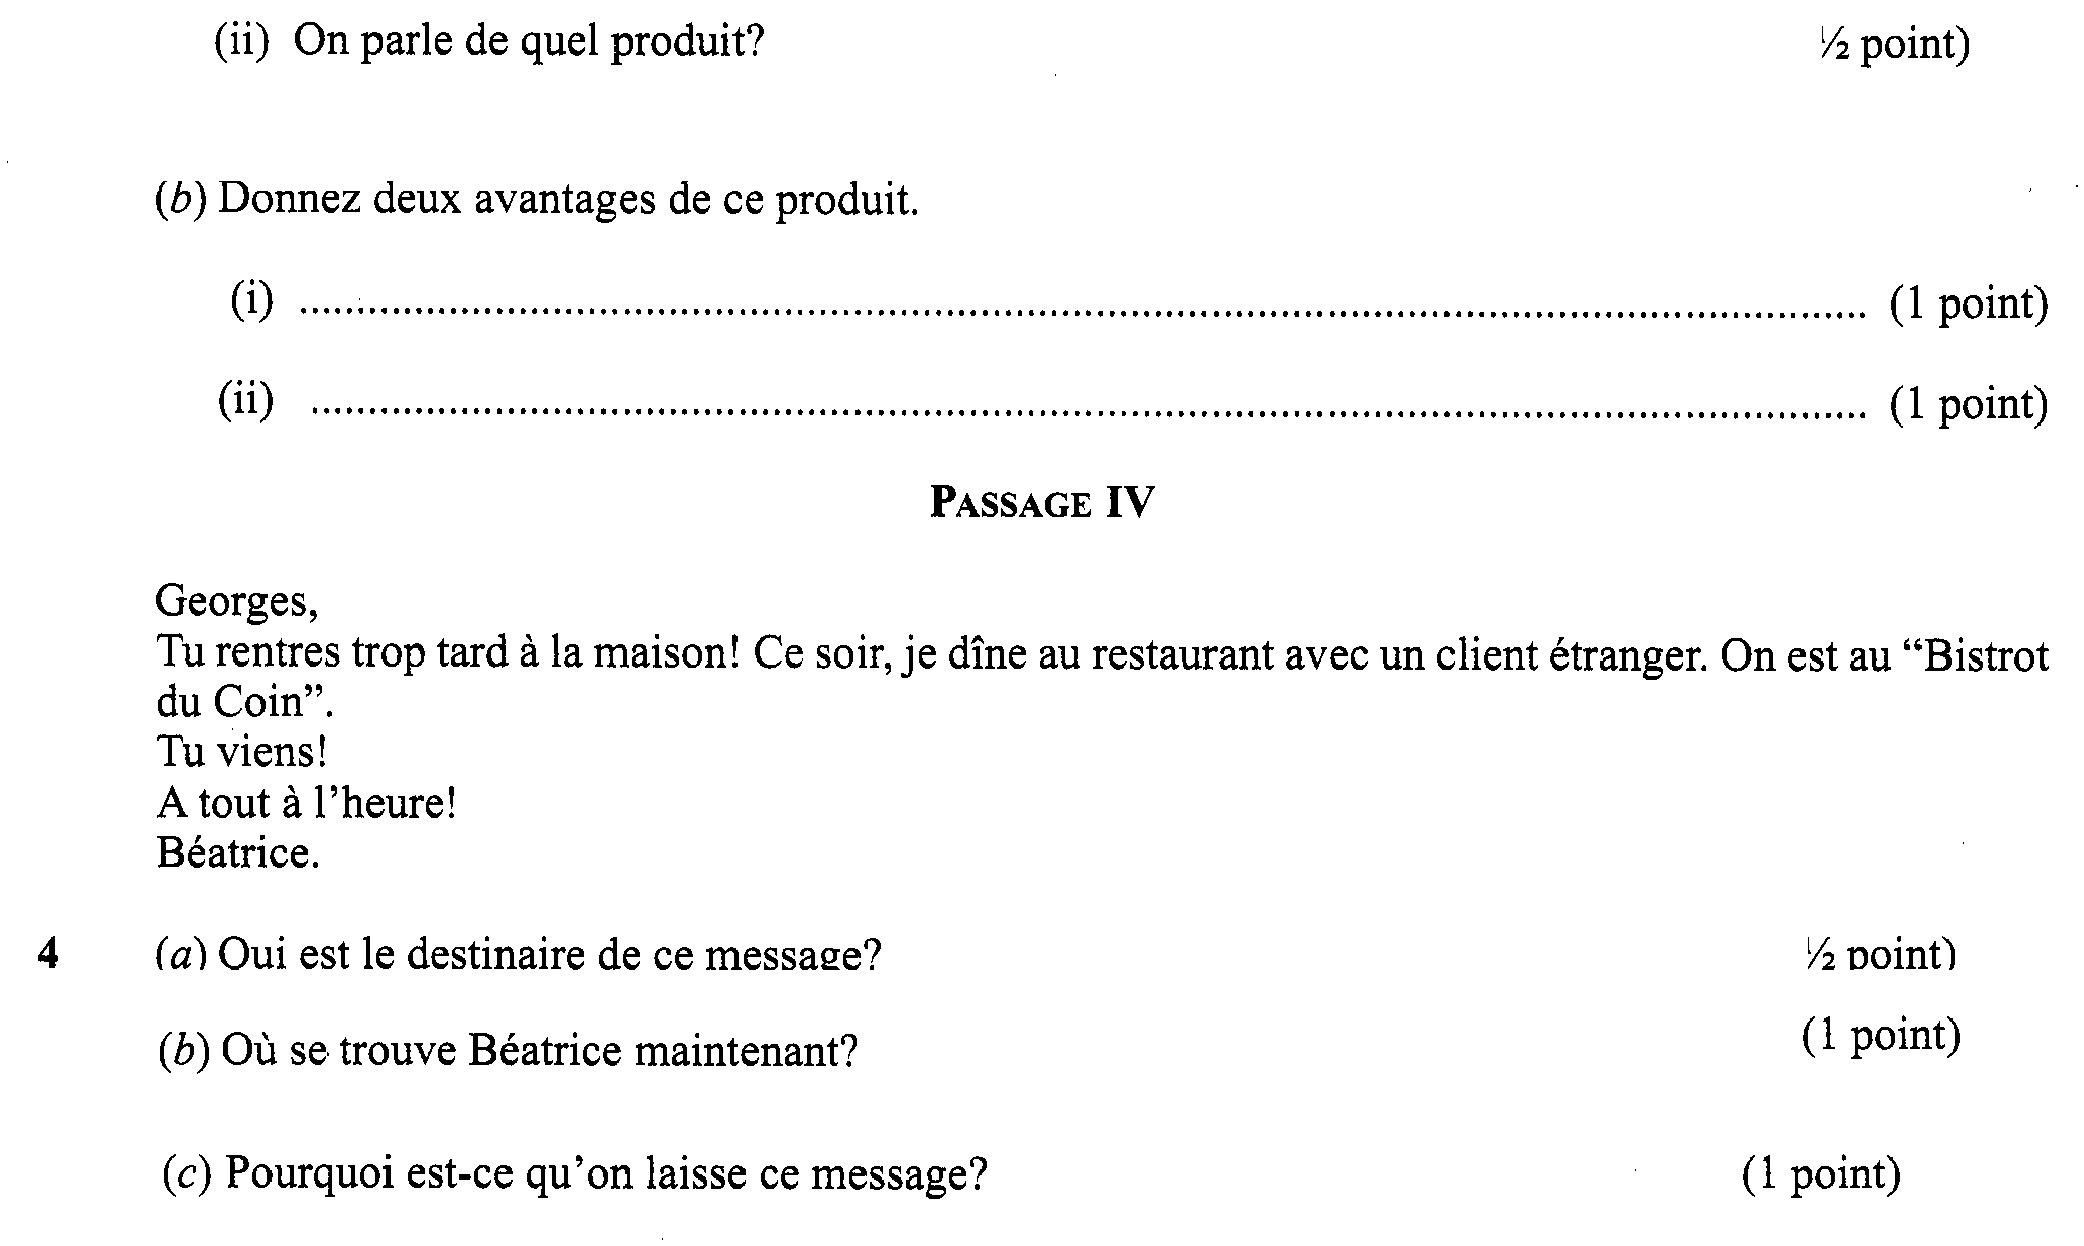 (ii) On parle de quel produit? ½ point)
(b) Donnez deux avantages de ce produit.
(i) .................................................................................................................. (1 point)
(ii) .................................................................................................................. (1 point)
PASSAGE IV
Georges,
Tu rentres trop tard à la maison! Ce soir, je dîne au restaurant avec un client étranger. On est au “Bistrot
du Coin”.
Tu viens!
A tout à l’heure!
Béatrice.
4 (a) Qui est le destinaire de ce message? ½ point)
(b) Où se trouve Béatrice maintenant? (1 point)
(c) Pourquoi est-ce qu’on laisse ce message? (1 point)